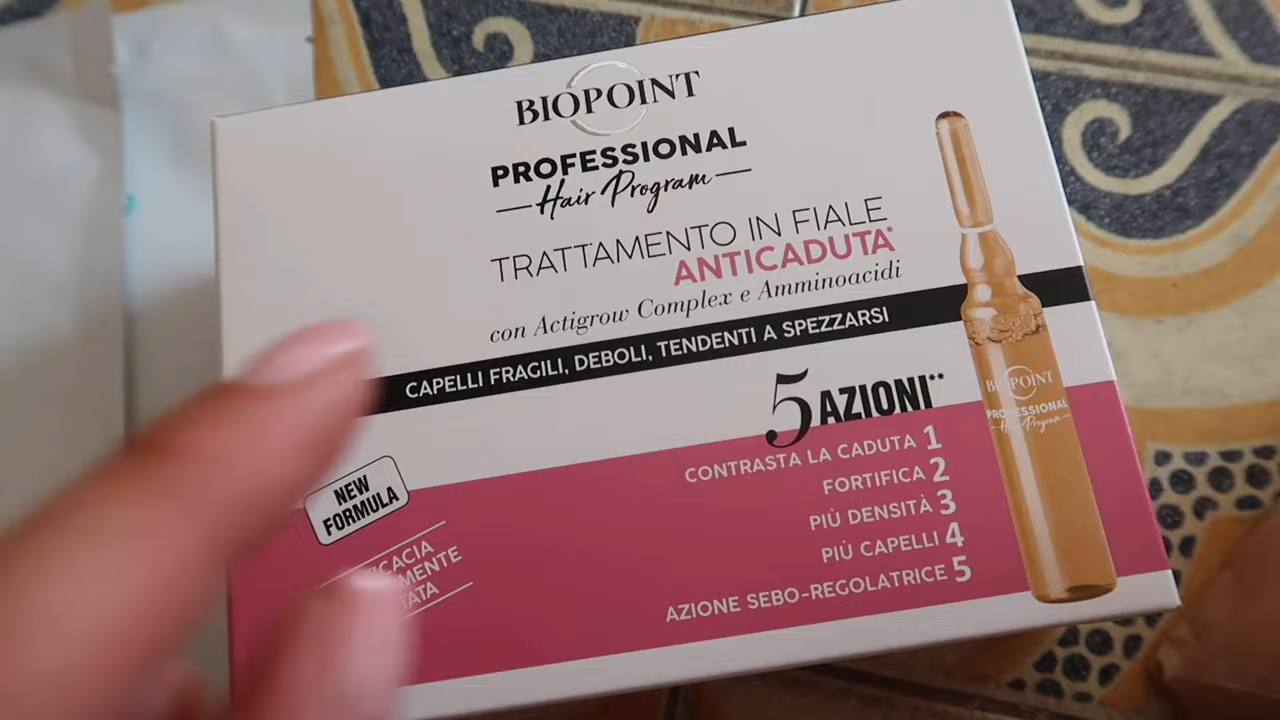 BIOPOINT
PROFESSIONAL
Hair Program
TRATTAMENTO IN FIALE
ANTICADUTA*
con Actigrow Complex e Amminoacidi
CAPELLI FRAGILI, DEBOLI, TENDENTI A SPEZZARSI
5 AZIONI**
CONTRASTA LA CADUTA 1
FORTIFICA 2
PIÙ DENSITÀ 3
PIÙ CAPELLI 4
AZIONE SEBO-REGOLATRICE 5
NEW
FORMULA
BIOPOINT
PROFESSIONAL
Hair Program